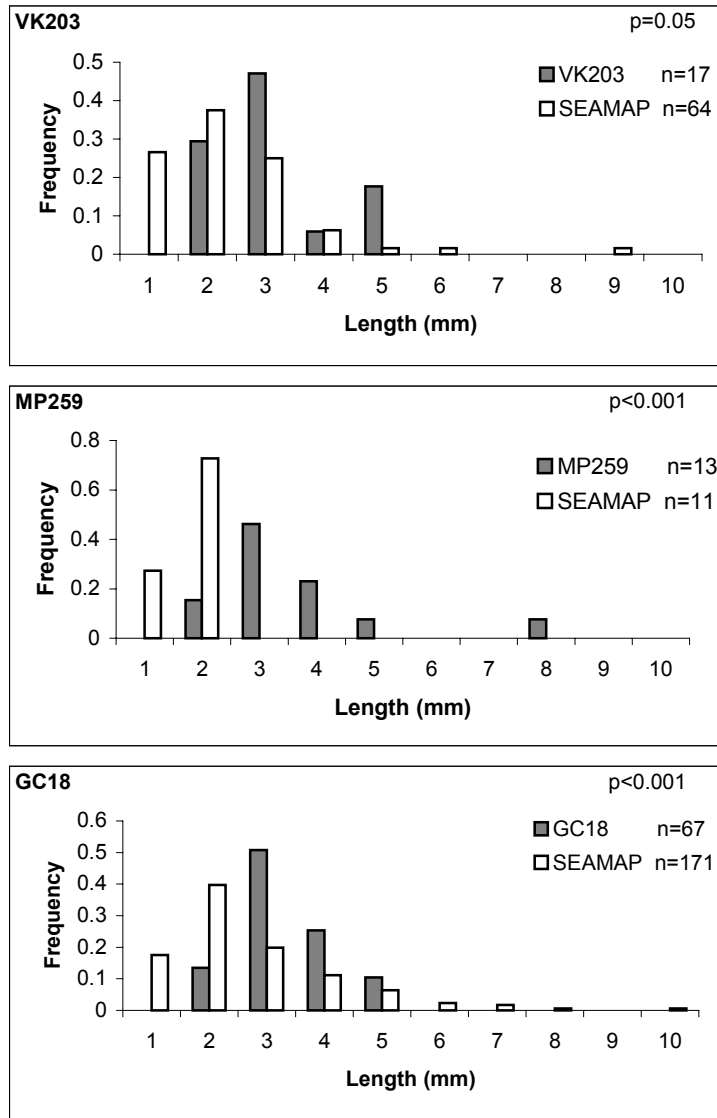 VK203 p=0.05
0.5
0.4
0.3
0.2
0.1
0
Frequency
VK203 n=17
SEAMAP n=64
1 2 3 4 5 6 7 8 9 10
Length (mm)
MP259 p<0.001
0.8
0.6
0.4
0.2
0
Frequency
MP259 n=13
SEAMAP n=11
1 2 3 4 5 6 7 8 9 10
Length (mm)
GC18 p<0.001
0.6
0.5
0.4
0.3
0.2
0.1
0
Frequency
GC18 n=67
SEAMAP n=171
1 2 3 4 5 6 7 8 9 10
Length (mm)